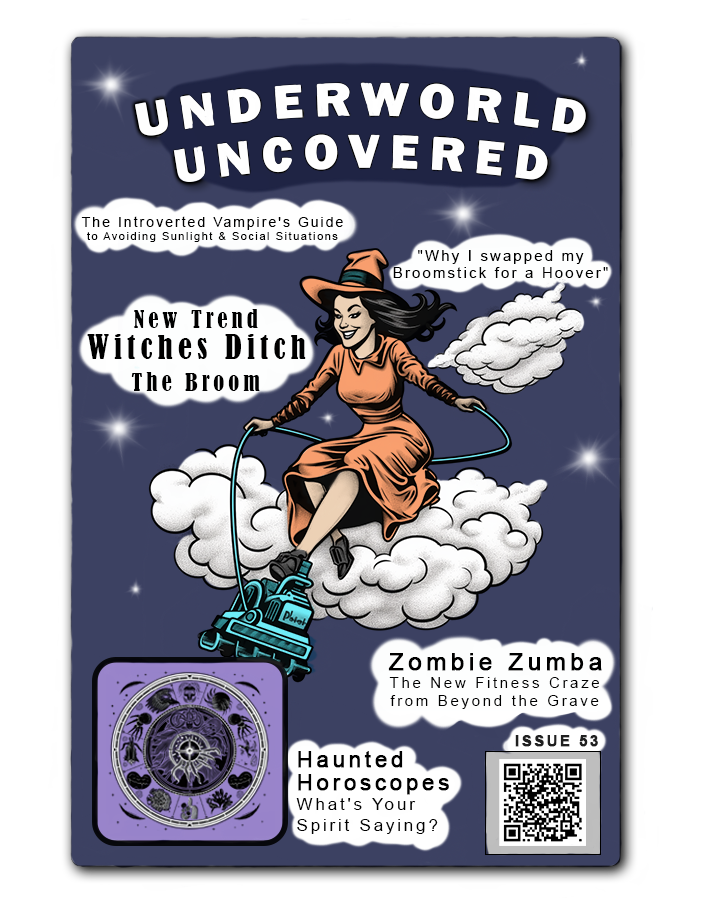 UNDERWORLD
UNCOVERED
The Introverted Vampire's Guide
to Avoiding Sunlight & Social Situations
"Why I swapped my
Broomstick for a Hoover"
New Trend
Witches Ditch
The Broom
Zombie Zumba
The New Fitness Craze
from Beyond the Grave
ISSUE 53
Haunted
Horoscopes
What's Your
Spirit Saying?